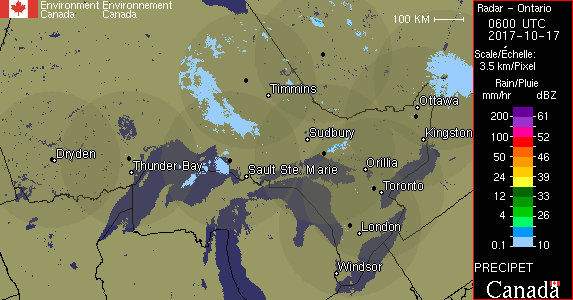 Environment Environnement
Canada Canada
100 KM
Radar - Ontario
0600 UTC
2017-10-17
Scale/Échelle:
3.5 km/Pixel
Rain/Pluie
mm/hr dBZ
200 61
100 56
50 52
50 46
24 39
12 33
4 26
0.1 10
Timmins
Ottawa
Sudbury
Kingston
Dryden
Thunder Bay
Sault Ste. Marie
Orillia
Toronto
London
Windsor
PRECIPET
Canada